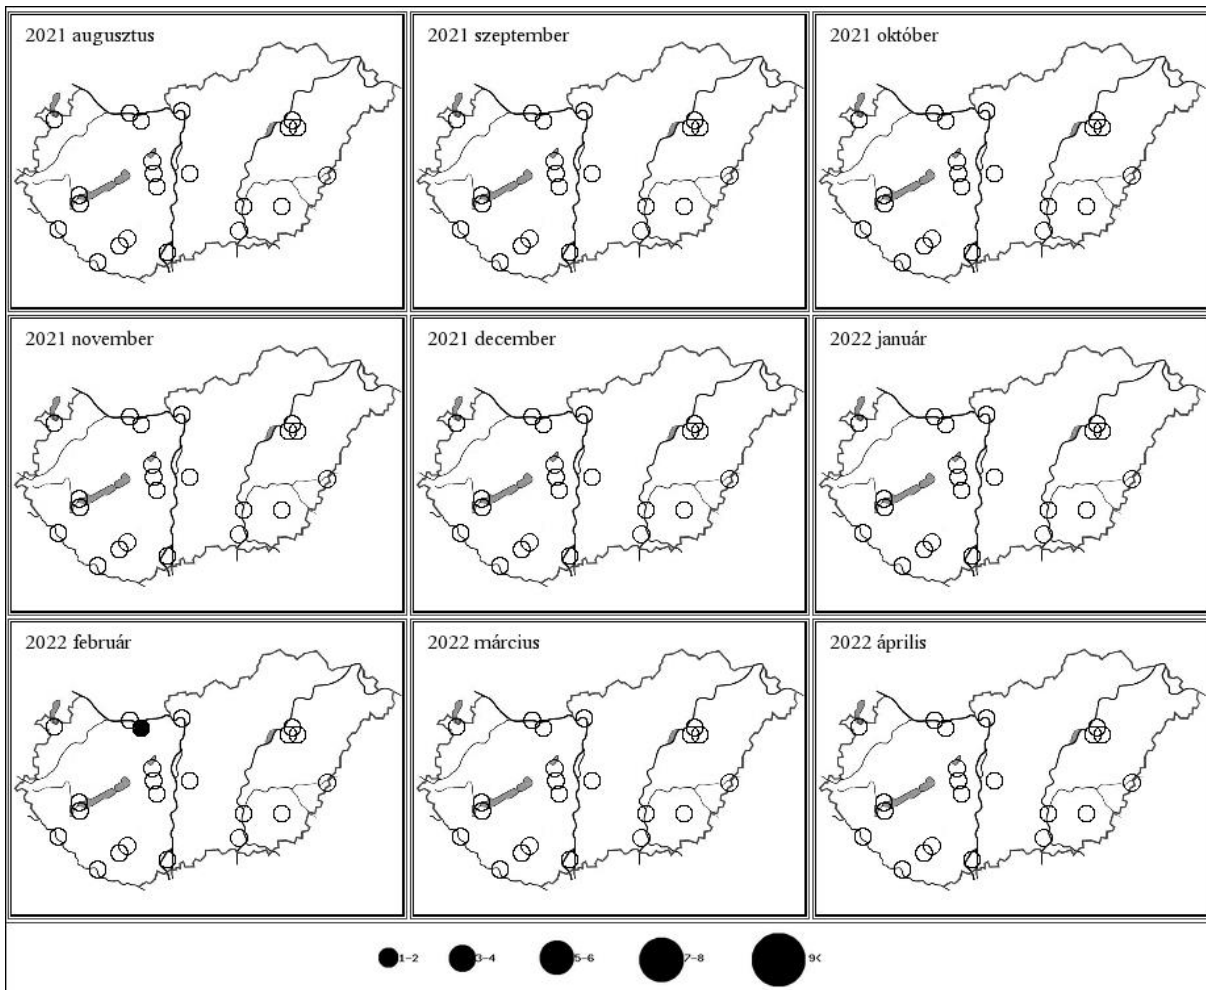 2021 augusztus
2021 szeptember
2021 október
2021 november
2021 december
2022 január
2022 február
2022 március
2022 április
1-2 3-4 5-6 7-8 9<